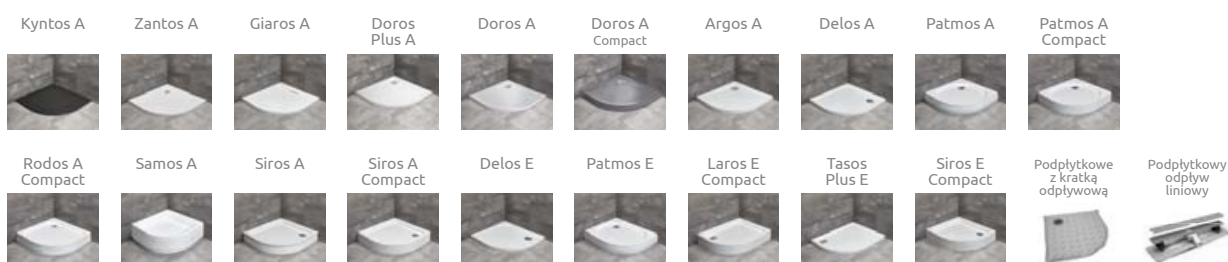 Kyntos A
Zantos A
Giaros A
Doros
Plus A
Doros A
Doros A
Compact
Argos A
Delos A
Patmos A
Patmos A
Compact
Rodos A
Compact
Samos A
Siros A
Siros A
Compact
Delos E
Patmos E
Laros E
Compact
Tasos
Plus E
Siros E
Compact
Podpłytkowe
z kratką
odpływową
Podpłytkowy
odpływ
liniowy